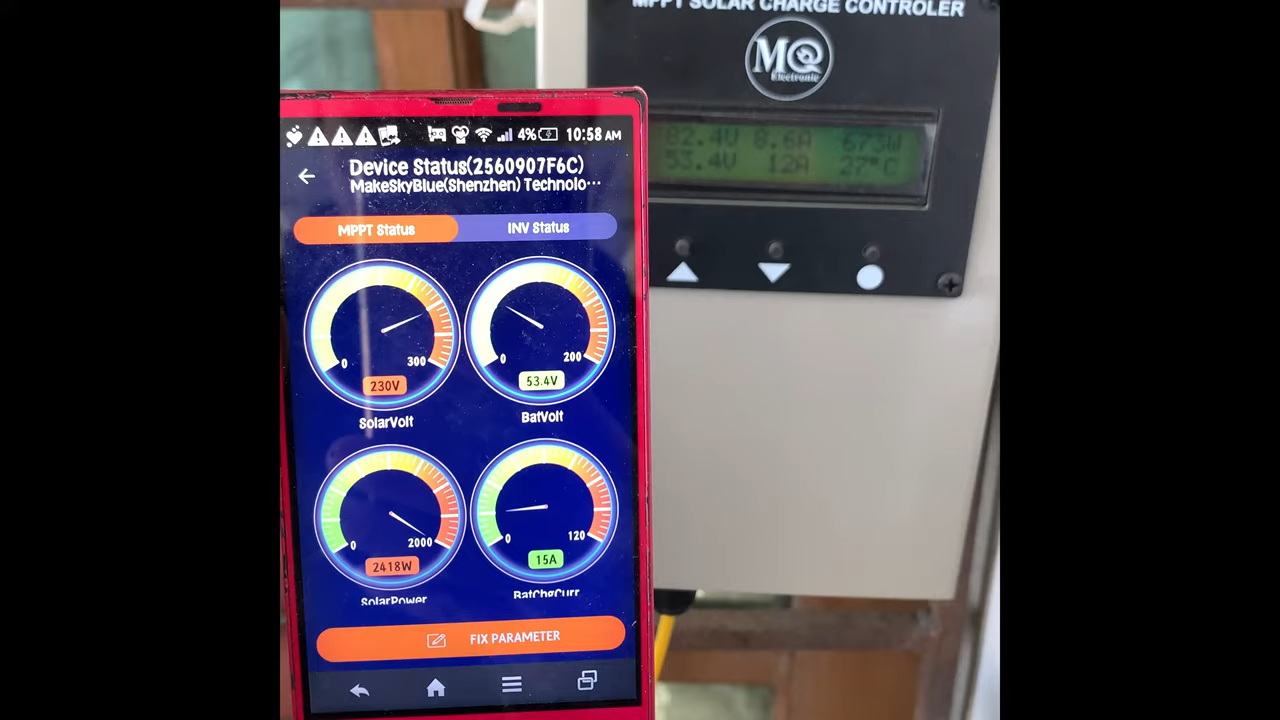 MPPT SOLAR CHARGE CONTROLER
MQ
Electronic
82.4V 8.6A 673W
53.4V 12A 27°C
4% 10:58 AM
Device Status(2560907F6C)
MakeSkyBlue(Shenzhen) Technolo···
MPPT Status INV Status
0 300
230V
SolarVolt
0 200
53.4V
BatVolt
0 2000
2418W
SolarPower
0 120
15A
BatChgCurr
FIX PARAMETER